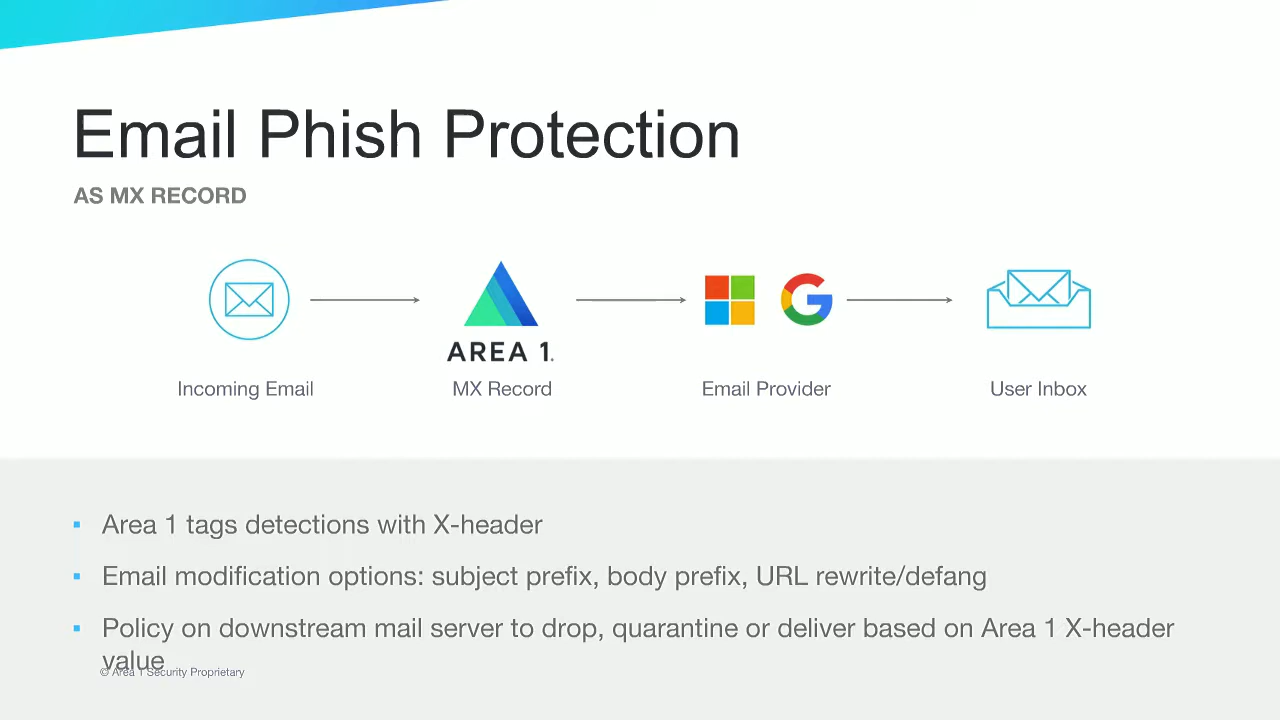 Email Phish Protection
AS MX RECORD
AREA 1.
Incoming Email
MX Record
Email Provider
User Inbox
▪ Area 1 tags detections with X-header
▪ Email modification options: subject prefix, body prefix, URL rewrite/defang
▪ Policy on downstream mail server to drop, quarantine or deliver based on Area 1 X-header
value
© Area 1 Security Proprietary